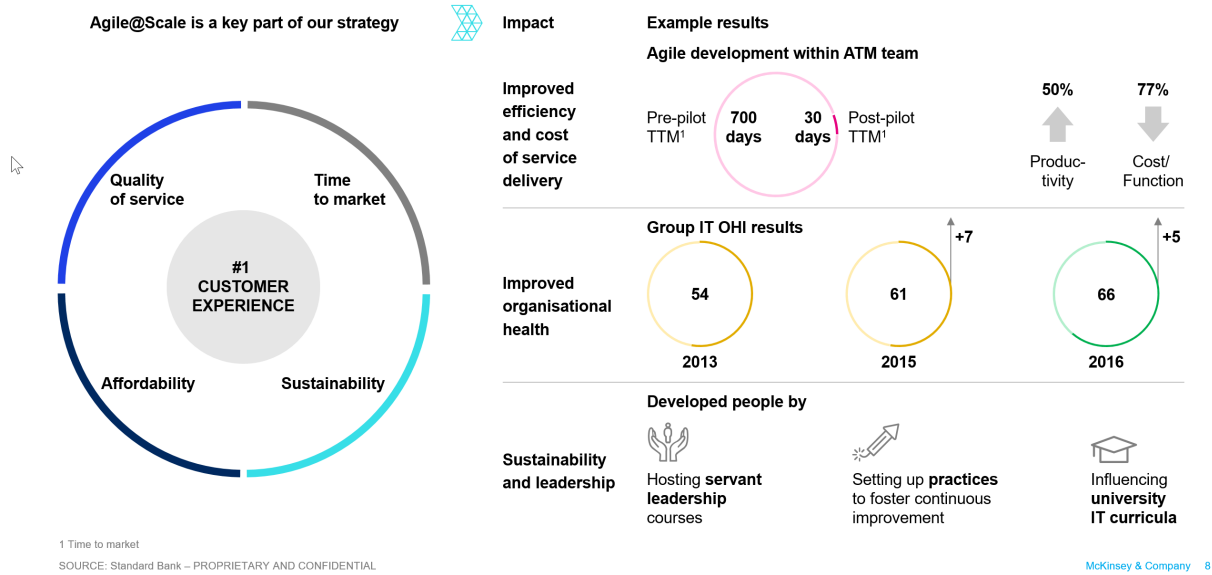 Agile@Scale is a key part of our strategy
Quality
of service
Time
to market
#1
CUSTOMER
EXPERIENCE
Affordability
Sustainability
Impact
Example results
Improved
efficiency
and cost
of service
delivery
Agile development within ATM team
Pre-pilot
TTM¹
700
days
30
days
Post-pilot
TTM¹
50%
Produc-
tivity
77%
Cost/
Function
Improved
organisational
health
Group IT OHI results
54
2013
+7
61
2015
+5
66
2016
Sustainability
and leadership
Developed people by
Hosting servant
leadership
courses
Setting up practices
to foster continuous
improvement
Influencing
university
IT curricula
1 Time to market
SOURCE: Standard Bank – PROPRIETARY AND CONFIDENTIAL
McKinsey & Company 8